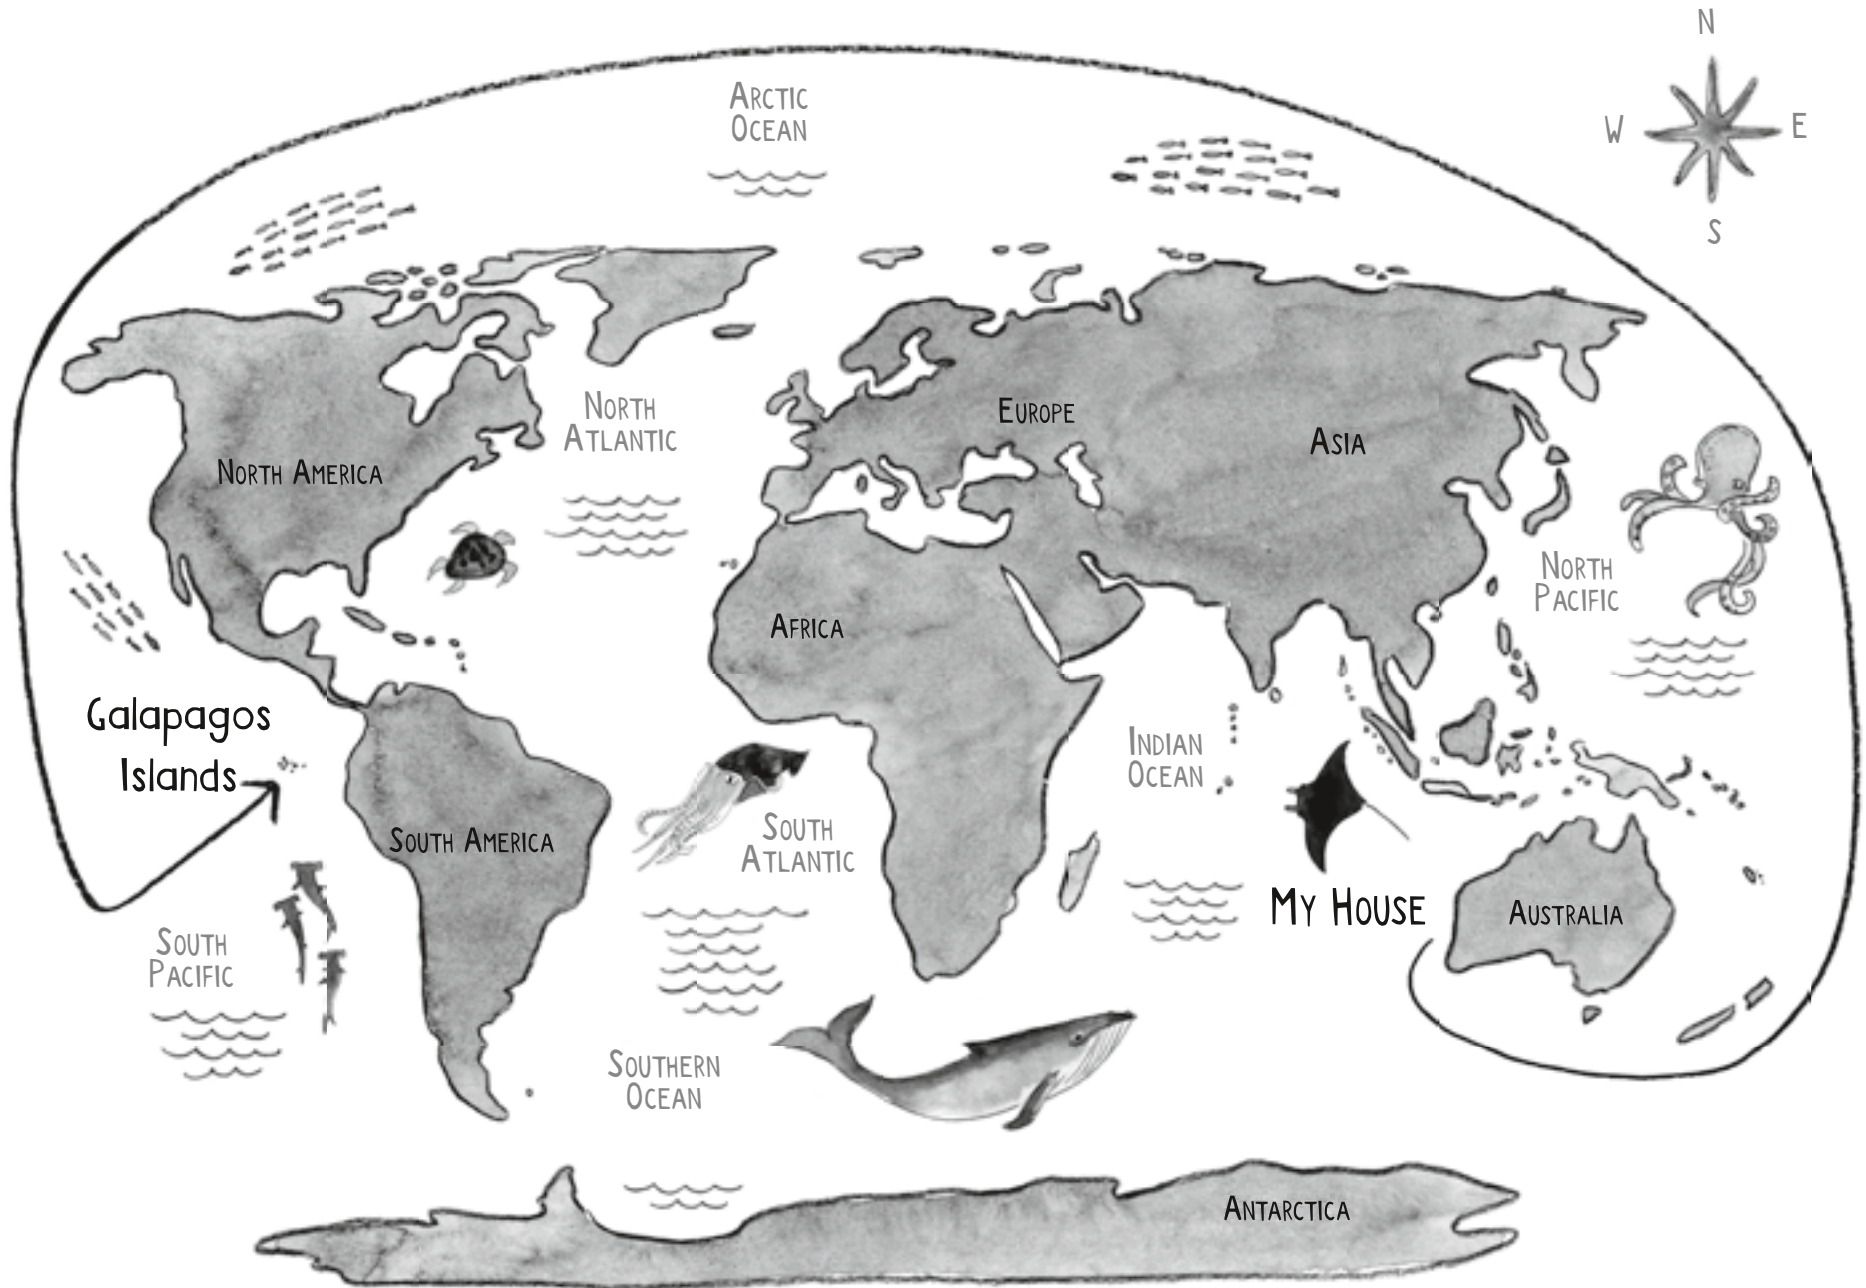 N
Arctic
Ocean
W
E
S
North
Atlantic
Europe
Asia
North America
North
Pacific
Africa
Galapagos
Islands
Indian
Ocean
South America
South
Atlantic
My House
Australia
South
Pacific
Southern
Ocean
Antarctica